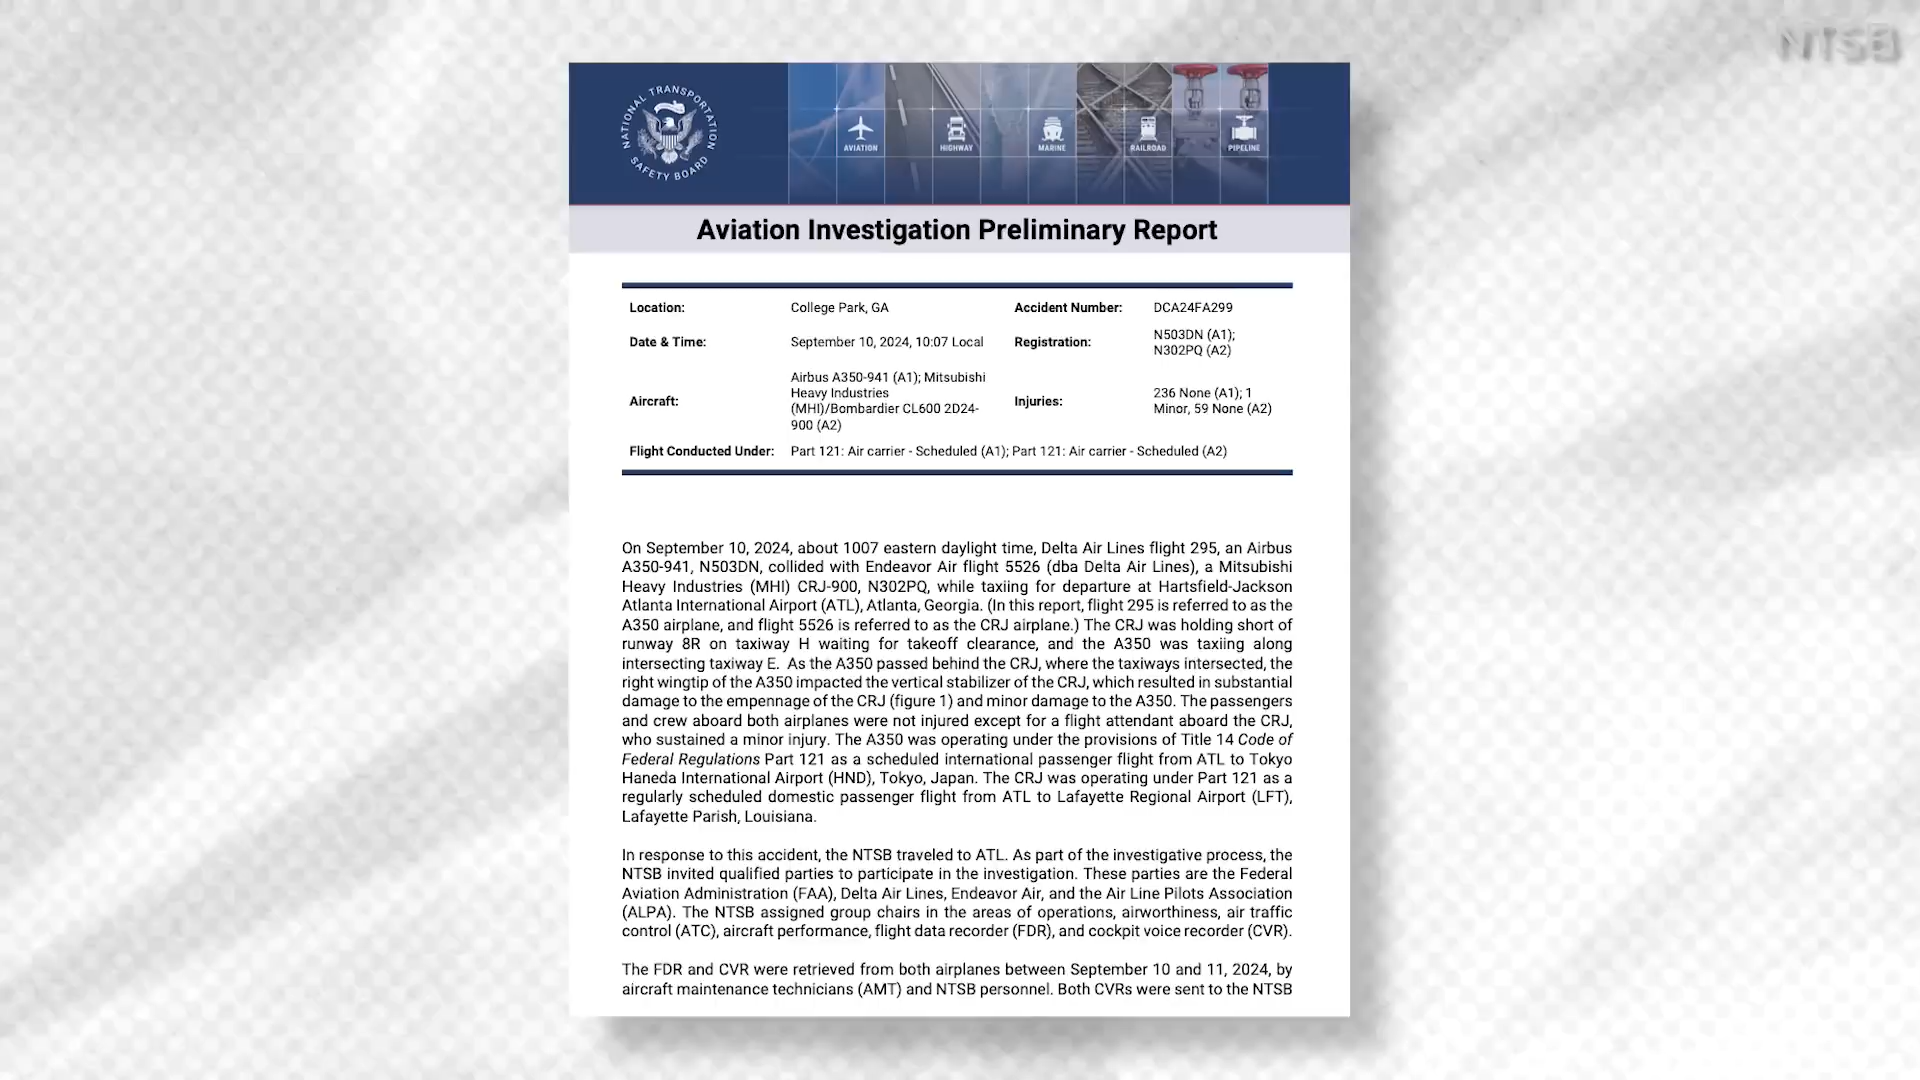 NTSB
NATIONAL TRANSPORTATION SAFETY BOARD
AVIATION
HIGHWAY
MARINE
RAILROAD
PIPELINE
Aviation Investigation Preliminary Report
Location: College Park, GA Accident Number: DCA24FA299
Date & Time: September 10, 2024, 10:07 Local Registration: N503DN (A1);
N302PQ (A2)
Aircraft: Airbus A350-941 (A1); Mitsubishi
Heavy Industries
(MHI)/Bombardier CL600 2D24-
900 (A2)
Injuries: 236 None (A1); 1
Minor, 59 None (A2)
Flight Conducted Under: Part 121: Air carrier - Scheduled (A1); Part 121: Air carrier - Scheduled (A2)
On September 10, 2024, about 1007 eastern daylight time, Delta Air Lines flight 295, an Airbus
A350-941, N503DN, collided with Endeavor Air flight 5526 (dba Delta Air Lines), a Mitsubishi
Heavy Industries (MHI) CRJ-900, N302PQ, while taxiing for departure at Hartsfield-Jackson
Atlanta International Airport (ATL), Atlanta, Georgia. (In this report, flight 295 is referred to as the
A350 airplane, and flight 5526 is referred to as the CRJ airplane.) The CRJ was holding short of
runway 8R on taxiway H waiting for takeoff clearance, and the A350 was taxiing along
intersecting taxiway E. As the A350 passed behind the CRJ, where the taxiways intersected, the
right wingtip of the A350 impacted the vertical stabilizer of the CRJ, which resulted in substantial
damage to the empennage of the CRJ (figure 1) and minor damage to the A350. The passengers
and crew aboard both airplanes were not injured except for a flight attendant aboard the CRJ,
who sustained a minor injury. The A350 was operating under the provisions of Title 14 Code of
Federal Regulations Part 121 as a scheduled international passenger flight from ATL to Tokyo
Haneda International Airport (HND), Tokyo, Japan. The CRJ was operating under Part 121 as a
regularly scheduled domestic passenger flight from ATL to Lafayette Regional Airport (LFT),
Lafayette Parish, Louisiana.
In response to this accident, the NTSB traveled to ATL. As part of the investigative process, the
NTSB invited qualified parties to participate in the investigation. These parties are the Federal
Aviation Administration (FAA), Delta Air Lines, Endeavor Air, and the Air Line Pilots Association
(ALPA). The NTSB assigned group chairs in the areas of operations, airworthiness, air traffic
control (ATC), aircraft performance, flight data recorder (FDR), and cockpit voice recorder (CVR).
The FDR and CVR were retrieved from both airplanes between September 10 and 11, 2024, by
aircraft maintenance technicians (AMT) and NTSB personnel. Both CVRs were sent to the NTSB